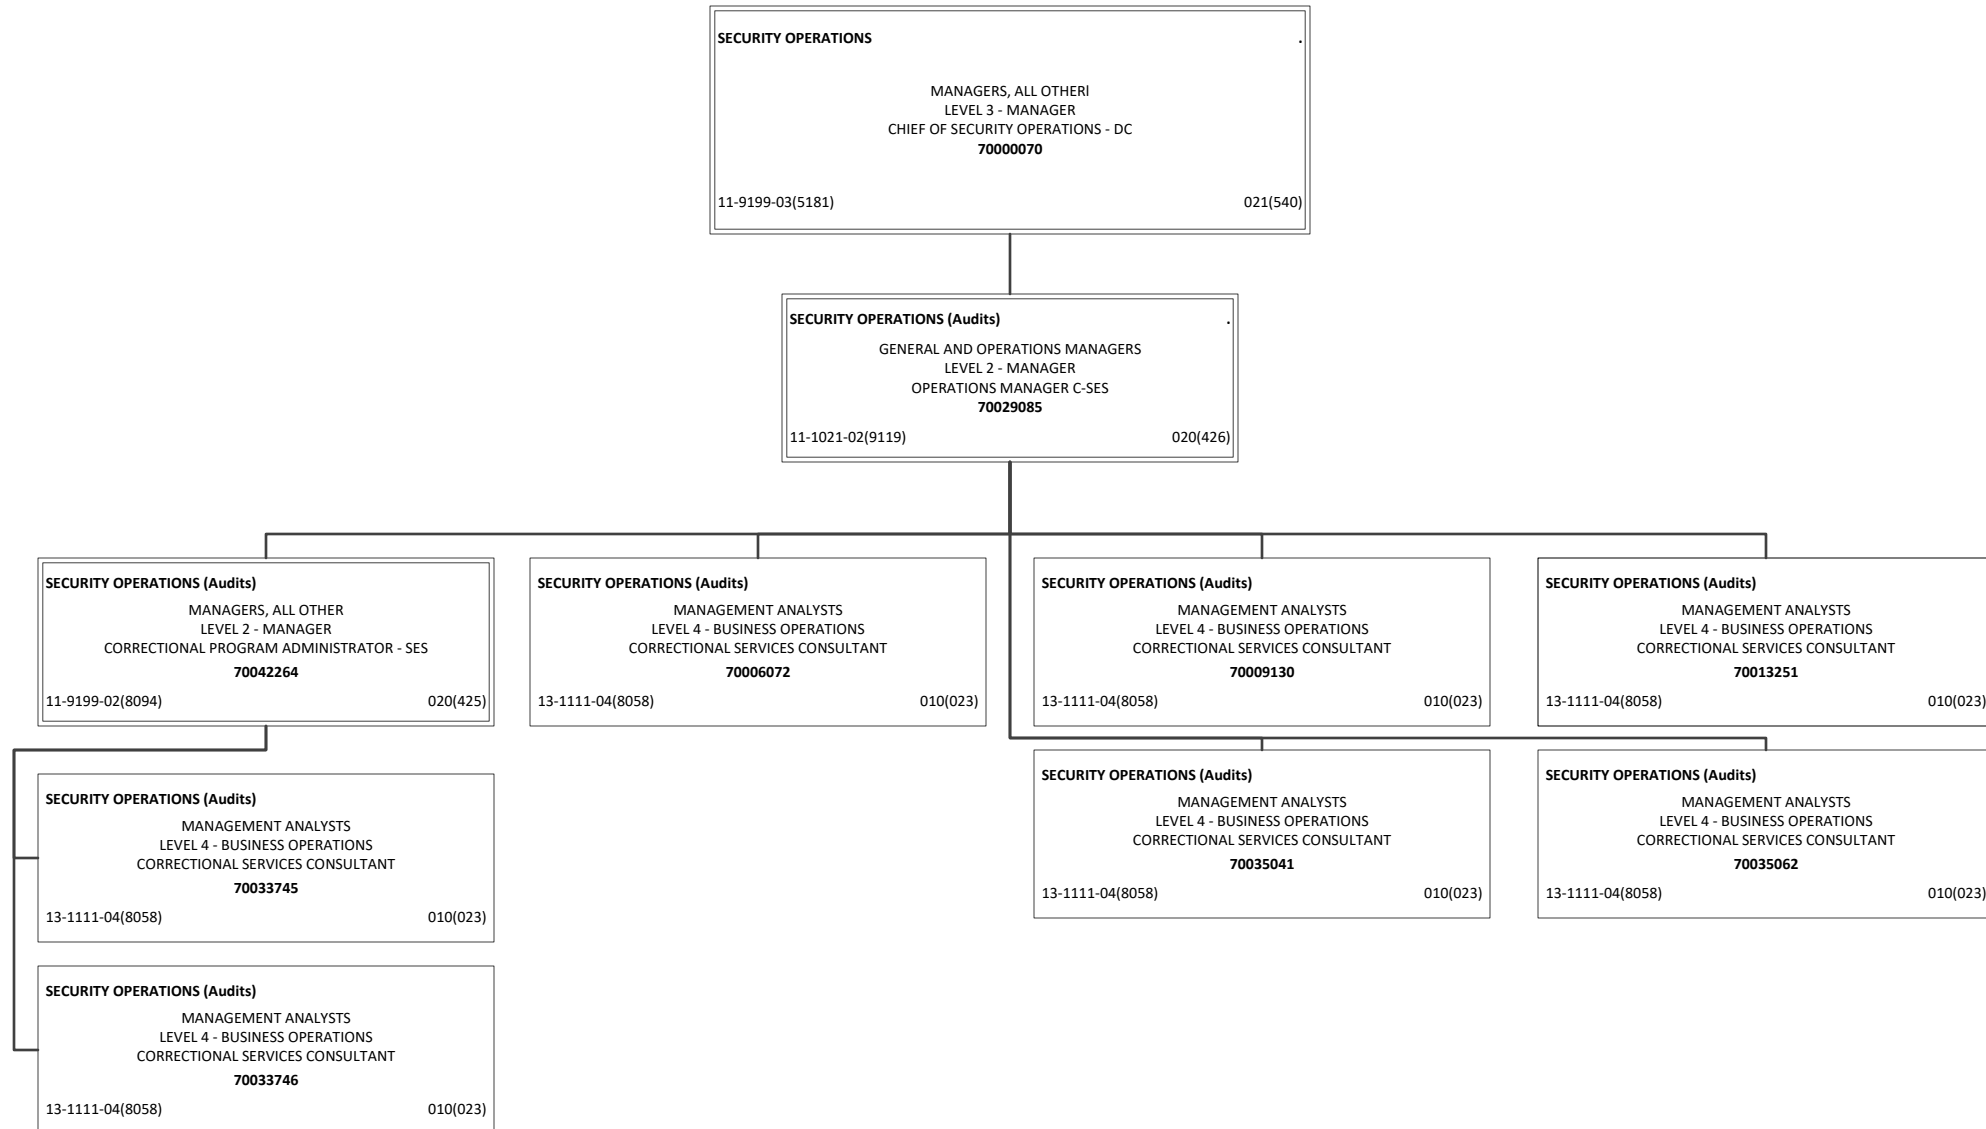 SECURITY OPERATIONS .
MANAGERS, ALL OTHERl
LEVEL 3 - MANAGER
CHIEF OF SECURITY OPERATIONS - DC
70000070
11-9199-03(5181) 021(540)
SECURITY OPERATIONS (Audits) .
GENERAL AND OPERATIONS MANAGERS
LEVEL 2 - MANAGER
OPERATIONS MANAGER C-SES
70029085
11-1021-02(9119) 020(426)
SECURITY OPERATIONS (Audits)
MANAGERS, ALL OTHER
LEVEL 2 - MANAGER
CORRECTIONAL PROGRAM ADMINISTRATOR - SES
70042264
11-9199-02(8094) 020(425)
SECURITY OPERATIONS (Audits)
MANAGEMENT ANALYSTS
LEVEL 4 - BUSINESS OPERATIONS
CORRECTIONAL SERVICES CONSULTANT
70006072
13-1111-04(8058) 010(023)
SECURITY OPERATIONS (Audits)
MANAGEMENT ANALYSTS
LEVEL 4 - BUSINESS OPERATIONS
CORRECTIONAL SERVICES CONSULTANT
70009130
13-1111-04(8058) 010(023)
SECURITY OPERATIONS (Audits)
MANAGEMENT ANALYSTS
LEVEL 4 - BUSINESS OPERATIONS
CORRECTIONAL SERVICES CONSULTANT
70013251
13-1111-04(8058) 010(023)
SECURITY OPERATIONS (Audits)
MANAGEMENT ANALYSTS
LEVEL 4 - BUSINESS OPERATIONS
CORRECTIONAL SERVICES CONSULTANT
70033745
13-1111-04(8058) 010(023)
SECURITY OPERATIONS (Audits)
MANAGEMENT ANALYSTS
LEVEL 4 - BUSINESS OPERATIONS
CORRECTIONAL SERVICES CONSULTANT
70035041
13-1111-04(8058) 010(023)
SECURITY OPERATIONS (Audits)
MANAGEMENT ANALYSTS
LEVEL 4 - BUSINESS OPERATIONS
CORRECTIONAL SERVICES CONSULTANT
70035062
13-1111-04(8058) 010(023)
SECURITY OPERATIONS (Audits)
MANAGEMENT ANALYSTS
LEVEL 4 - BUSINESS OPERATIONS
CORRECTIONAL SERVICES CONSULTANT
70033746
13-1111-04(8058) 010(023)